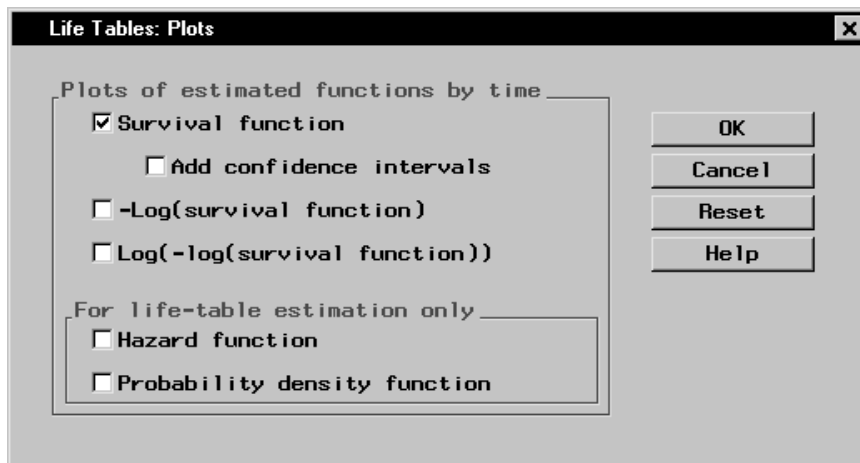 Life Tables: Plots
Plots of estimated functions by time
Survival function
Add confidence intervals
-Log(survival function)
Log(-log(survival function))
For life-table estimation only
Hazard function
Probability density function
OK
Cancel
Reset
Help